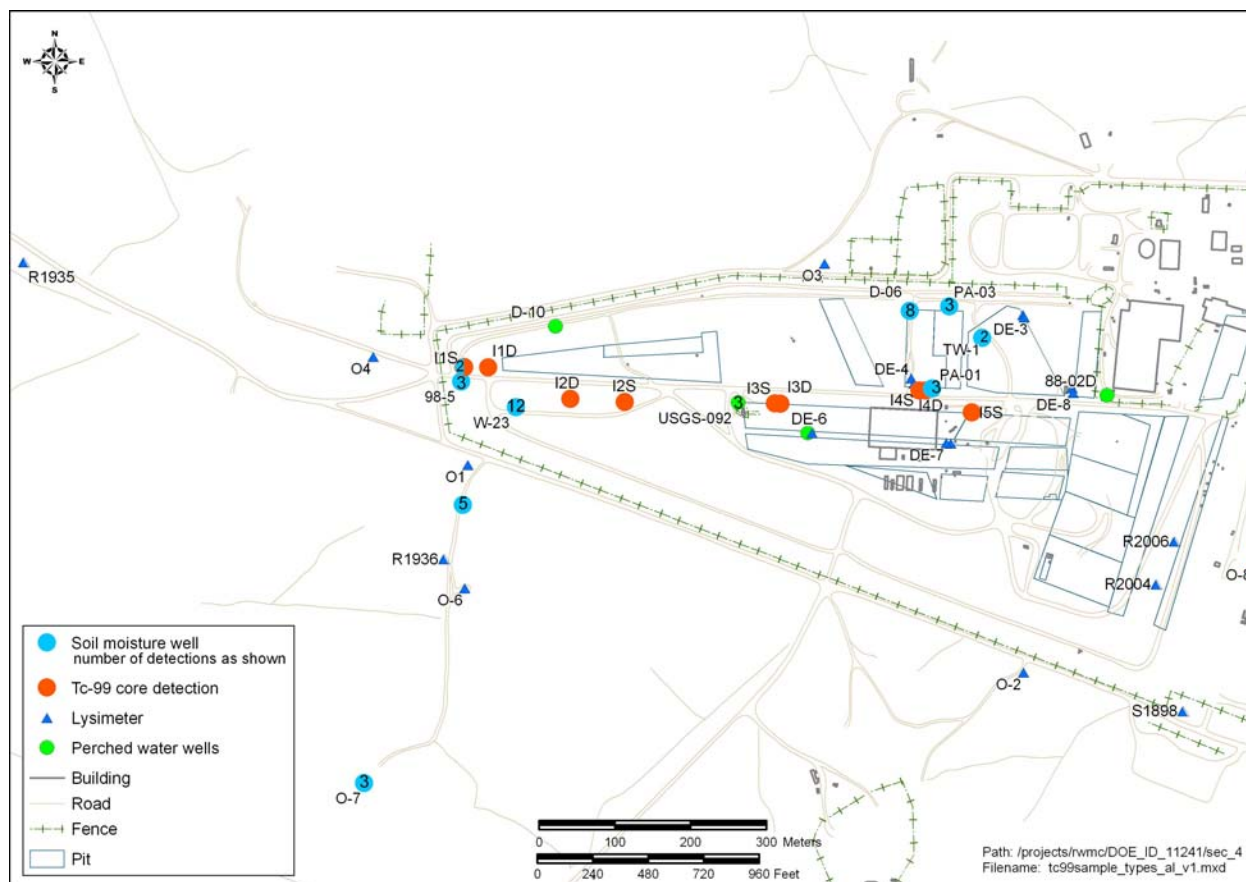 N
W E
S
R1935
O3
D-06
8
3
PA-03
D-10
DE-3
2
TW-1
I1S
2
I1D
O4
3
98-5
I2D
I2S
I3S
I3D
DE-4
PA-01
3
88-02D
DE-8
12
W-23
3
USGS-092
DE-6
I4S
I4D
I5S
DE-7
O1
5
R1936
O-6
R2006
R2004
O-8
O-2
S1898
3
O-7
Soil moisture well
number of detections as shown
Tc-99 core detection
Lysimeter
Perched water wells
Building
Road
Fence
Pit
0 100 200 300 Meters
0 240 480 720 960 Feet
Path: /projects/rwmc/DOE_ID_11241/sec_4
Filename: tc99sample_types_al_v1.mxd